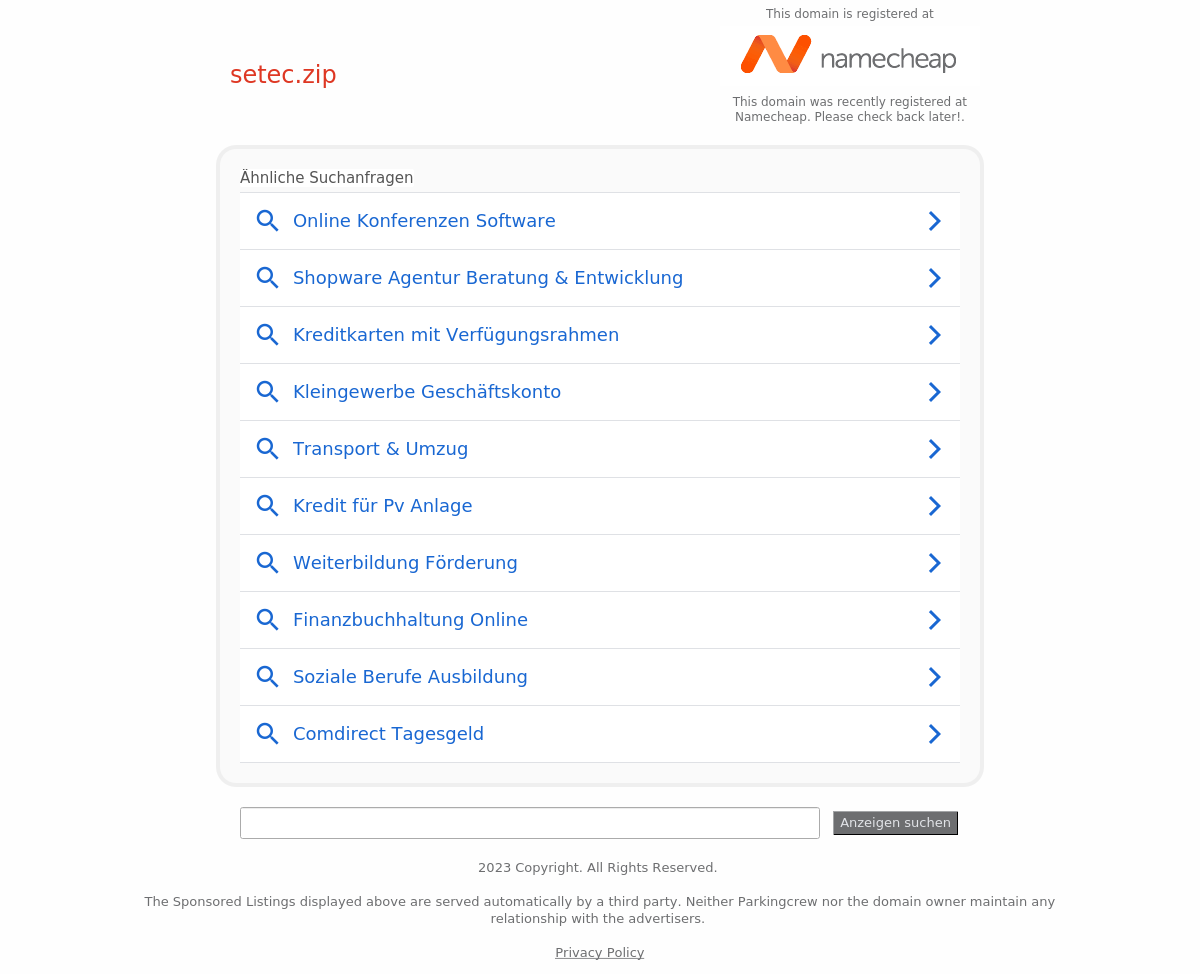 This domain is registered at
namecheap
setec.zip
This domain was recently registered at
Namecheap. Please check back later!.
Ähnliche Suchanfragen
Online Konferenzen Software
Shopware Agentur Beratung & Entwicklung
Kreditkarten mit Verfügungsrahmen
Kleingewerbe Geschäftskonto
Transport & Umzug
Kredit für Pv Anlage
Weiterbildung Förderung
Finanzbuchhaltung Online
Soziale Berufe Ausbildung
Comdirect Tagesgeld
Anzeigen suchen
2023 Copyright. All Rights Reserved.
The Sponsored Listings displayed above are served automatically by a third party. Neither Parkingcrew nor the domain owner maintain any
relationship with the advertisers.
Privacy Policy